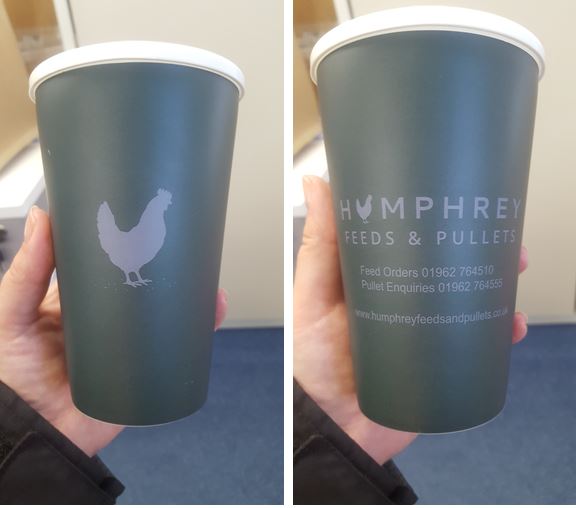 HUMPHREY
FEEDS & PULLETS
Feed Orders 01962 764510
Pullet Enquiries 01962 764555
www.humphreyfeedsandpullets.co.uk